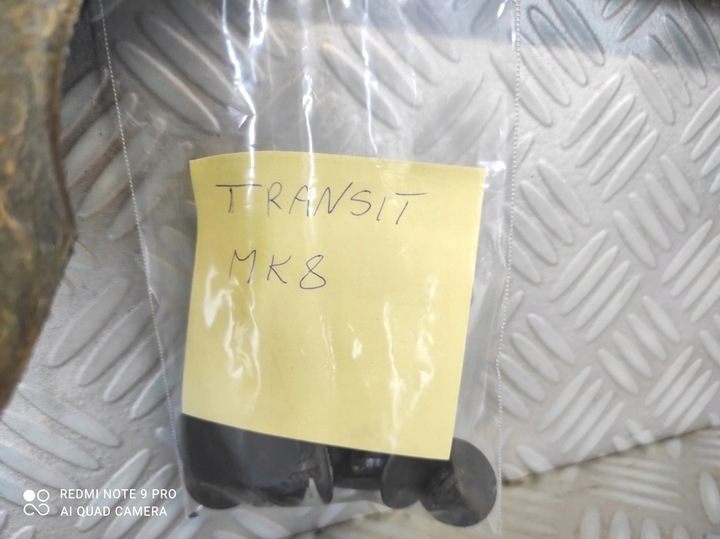 TRANSIT
MK8
REDMI NOTE 9 PRO
AI QUAD CAMERA